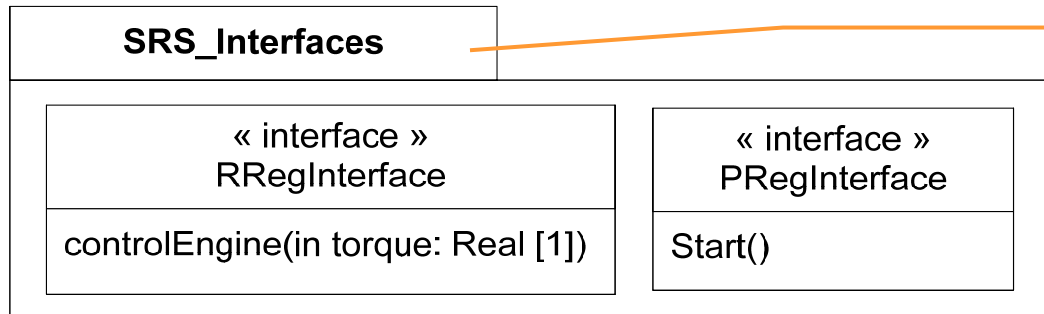 SRS_Interfaces
« interface »
RRegInterface
controlEngine(in torque: Real [1])
« interface »
PRegInterface
Start()